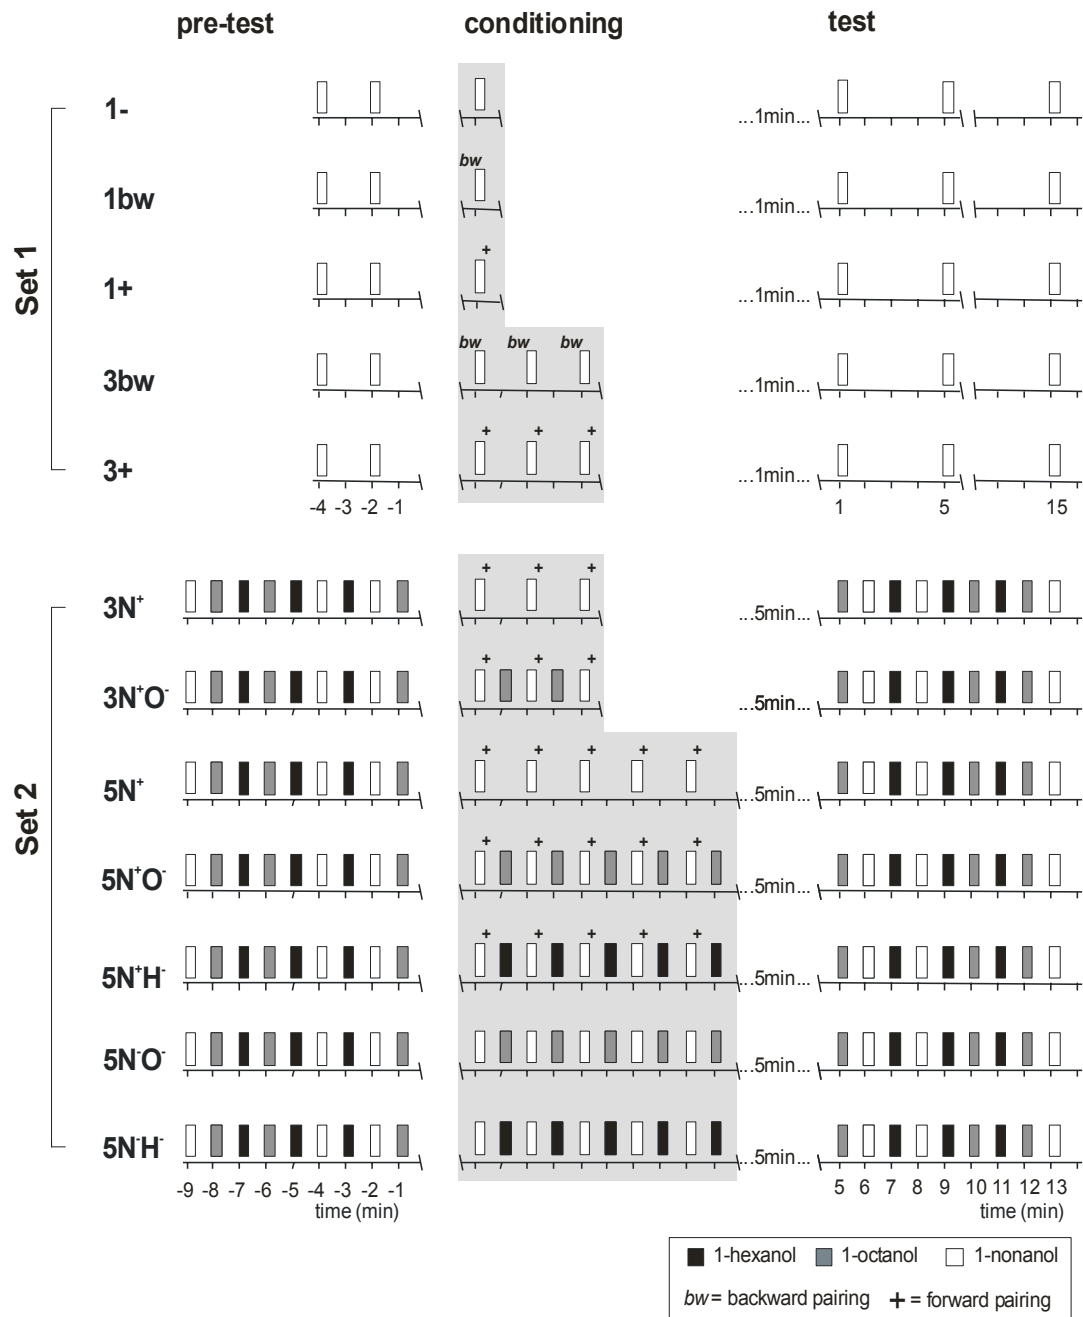 pre-test conditioning test
Set 1
1-
...1min...
bw
1bw
...1min...
+
1+
...1min...
bw bw bw
3bw
...1min...
+ + +
3+
...1min...
-4 -3 -2 -1 1 5 15
Set 2
+ + +
3N⁺
...5min...
+ + +
3N⁺O⁻
...5min...
+ + + + +
5N⁺
...5min...
+ + + + +
5N⁺O⁻
...5min...
+ + + + +
5N⁺H⁻
...5min...
5N⁻O⁻
...5min...
5N⁻H⁻
...5min...
-9 -8 -7 -6 -5 -4 -3 -2 -1 5 6 7 8 9 10 11 12 13
time (min) time (min)
1-hexanol 1-octanol 1-nonanol
bw = backward pairing + = forward pairing